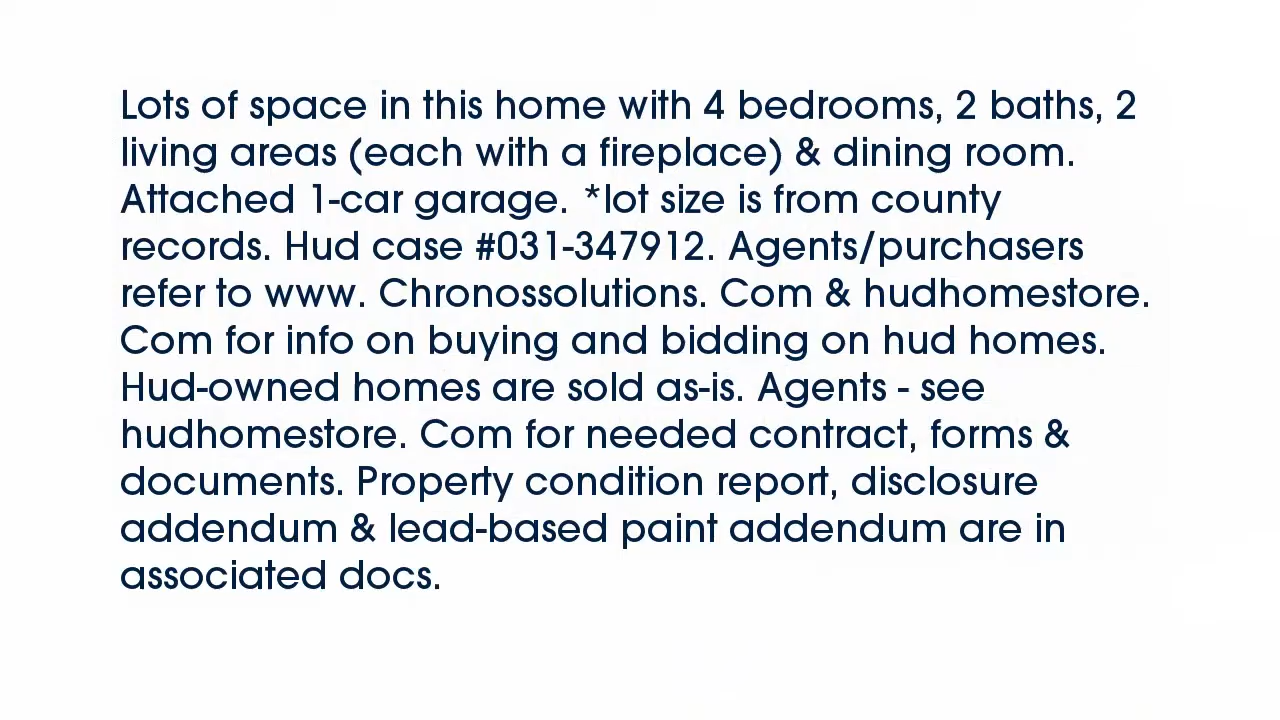 Lots of space in this home with 4 bedrooms, 2 baths, 2
living areas (each with a fireplace) & dining room.
Attached 1-car garage. *lot size is from county
records. Hud case #031-347912. Agents/purchasers
refer to www. Chronossolutions. Com & hudhomestore.
Com for info on buying and bidding on hud homes.
Hud-owned homes are sold as-is. Agents - see
hudhomestore. Com for needed contract, forms &
documents. Property condition report, disclosure
addendum & lead-based paint addendum are in
associated docs.